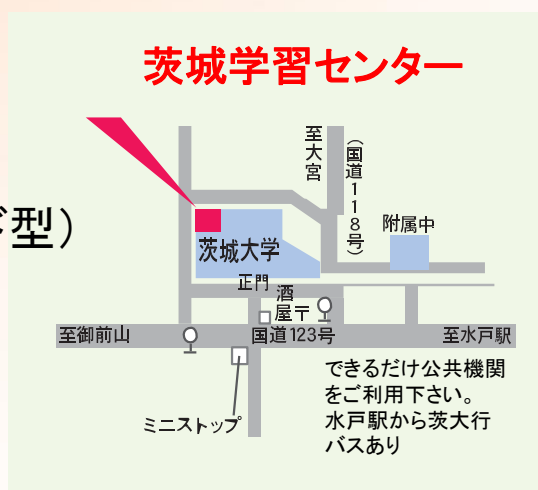 茨城学習センター
至大宮
（国道118号）
ド型）
附属中
茨城大学
正門
酒屋〒
至御前山
国道123号
至水戸駅
できるだけ公共機関
をご利用下さい。
水戸駅から茨大行
バスあり
ミニストップ